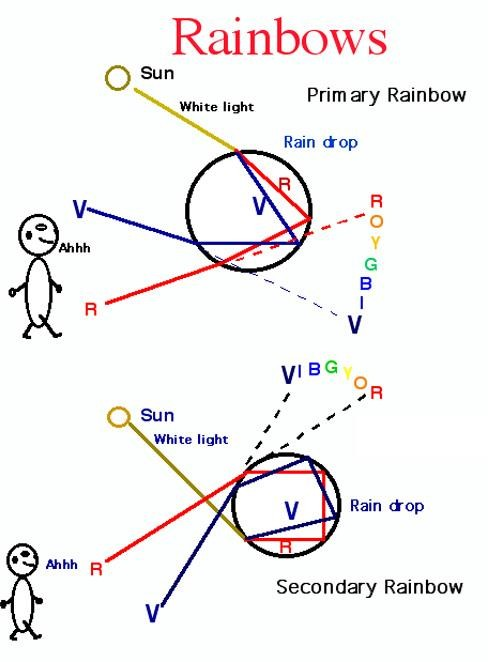 Rainbows
Sun
White light
Primary Rainbow
Rain drop
R
V
V
Ahhh
R
R
O
Y
G
B
I
V
V I B G Y O R
Sun
White light
V
R
Rain drop
Ahhh
R
V
Secondary Rainbow